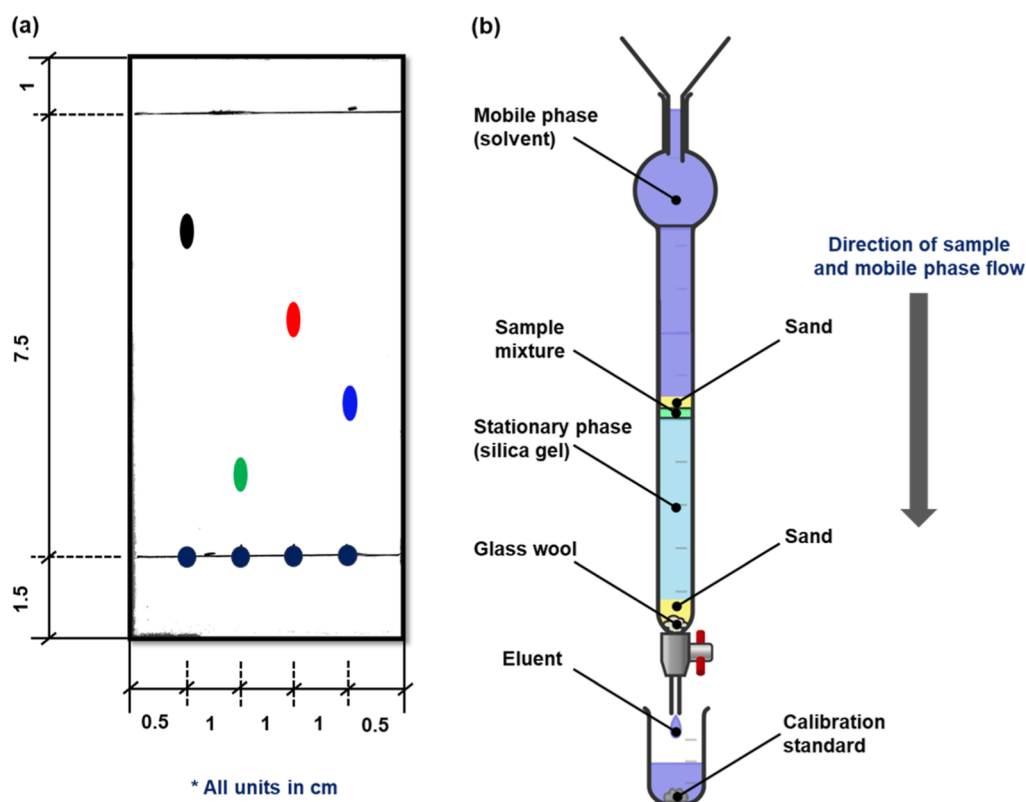 (a)
1
7.5
1.5
0.5
1
1
1
0.5
* All units in cm
(b)
Mobile phase
(solvent)
Direction of sample
and mobile phase flow
Sample
mixture
Sand
Stationary phase
(silica gel)
Glass wool
Sand
Eluent
Calibration
standard